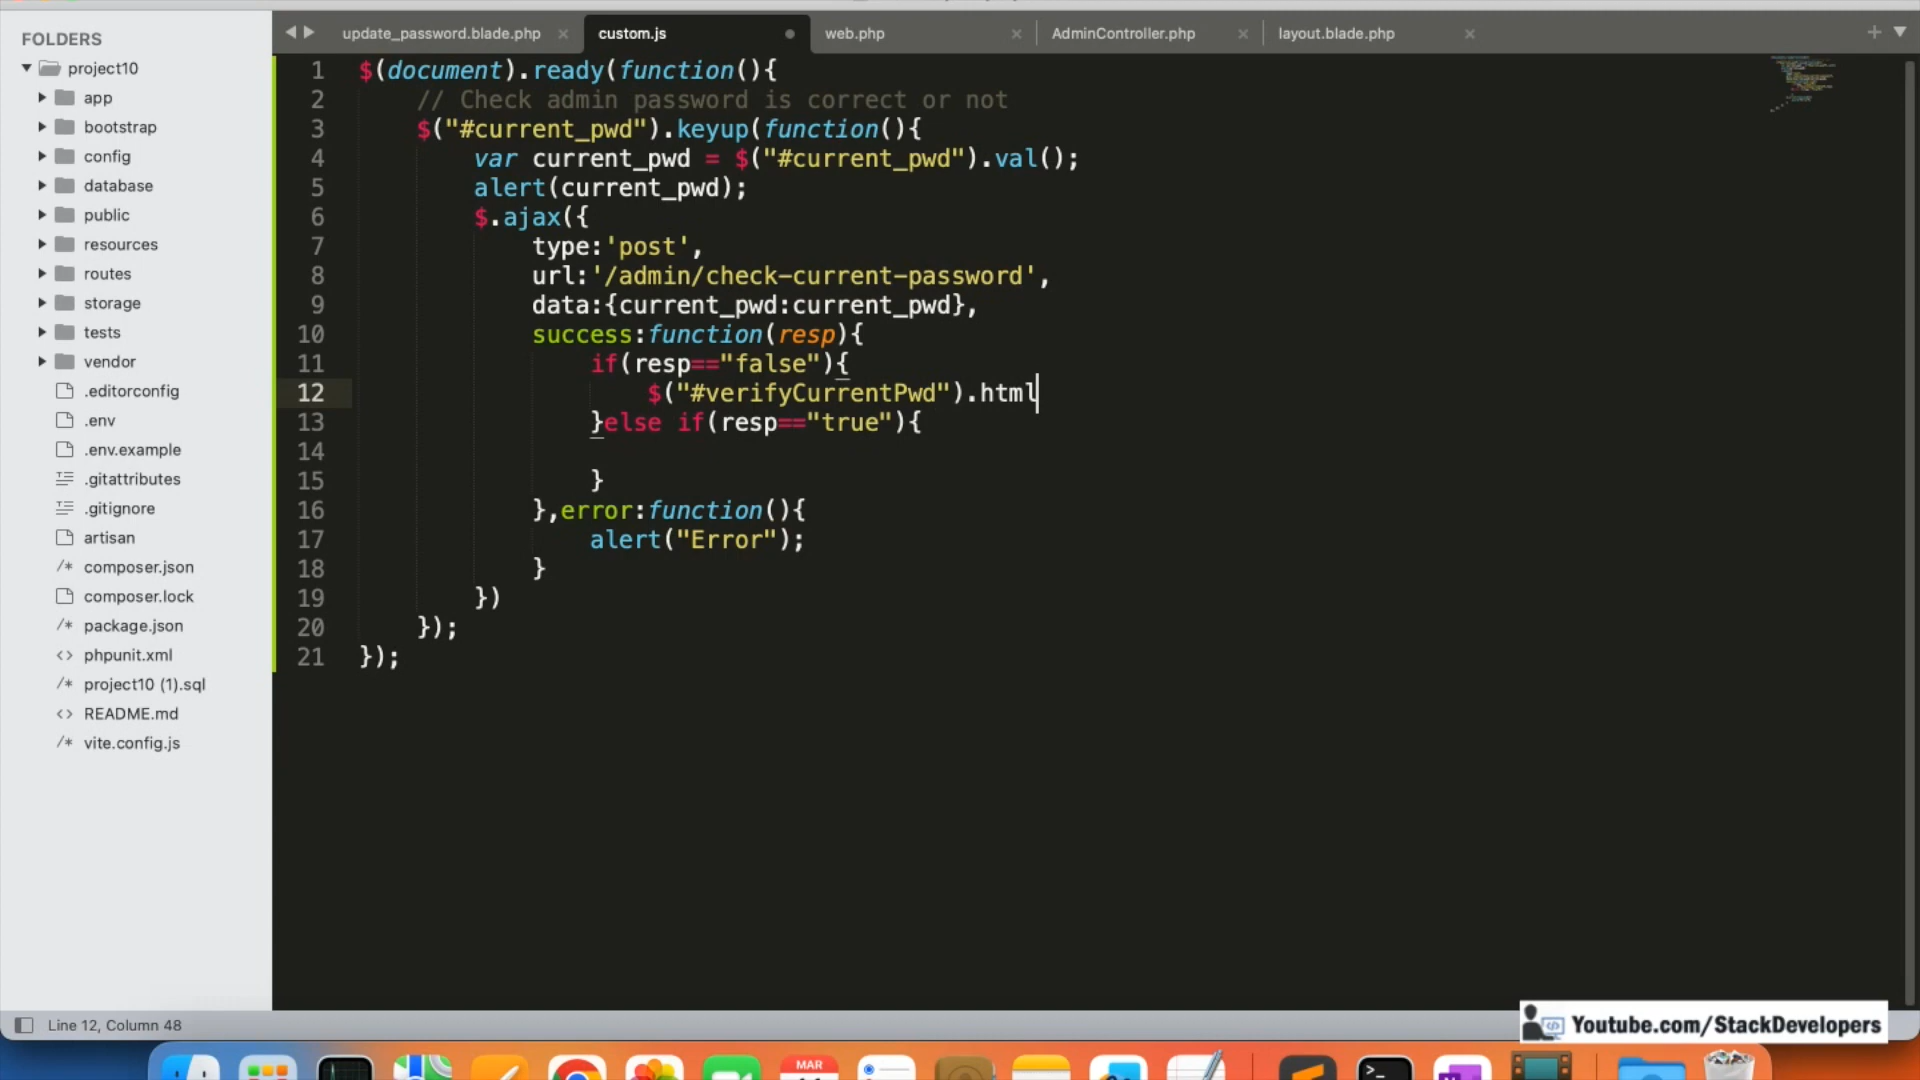 FOLDERS
project10
app
bootstrap
config
database
public
resources
routes
storage
tests
vendor
.editorconfig
.env
.env.example
.gitattributes
.gitignore
artisan
composer.json
composer.lock
package.json
phpunit.xml
project10 (1).sql
README.md
vite.config.js
update_password.blade.php
custom.js
web.php
AdminController.php
layout.blade.php
1 $(document).ready(function(){
2 // Check admin password is correct or not
3 $("#current_pwd").keyup(function(){
4 var current_pwd = $("#current_pwd").val();
5 alert(current_pwd);
6 $.ajax({
7 type:'post',
8 url:'/admin/check-current-password',
9 data:{current_pwd:current_pwd},
10 success:function(resp){
11 if(resp=="false"){
12 $("#verifyCurrentPwd").html
13 }else if(resp=="true"){
14
15 }
16 },error:function(){
17 alert("Error");
18 }
19 })
20 });
21 });
Line 12, Column 48
Youtube.com/StackDevelopers
MAR